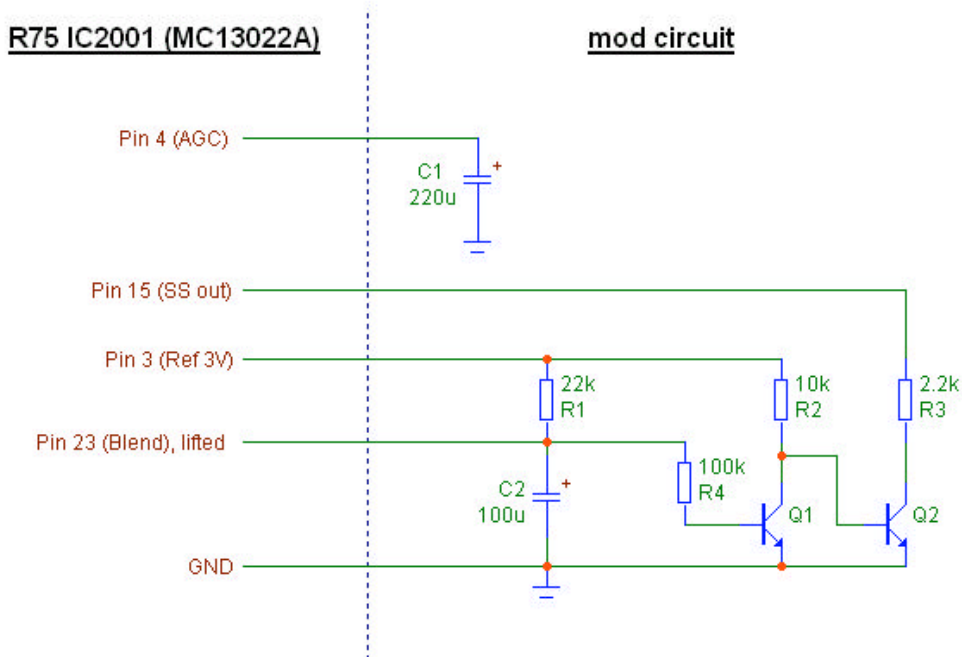 R75 IC2001 (MC13022A)
mod circuit
Pin 4 (AGC)
C1
+
220u
Pin 15 (SS out)
Pin 3 (Ref 3V)
22k
R1
10k
R2
2.2k
R3
Pin 23 (Blend), lifted
100k
R4
C2
+
100u
Q1
Q2
GND